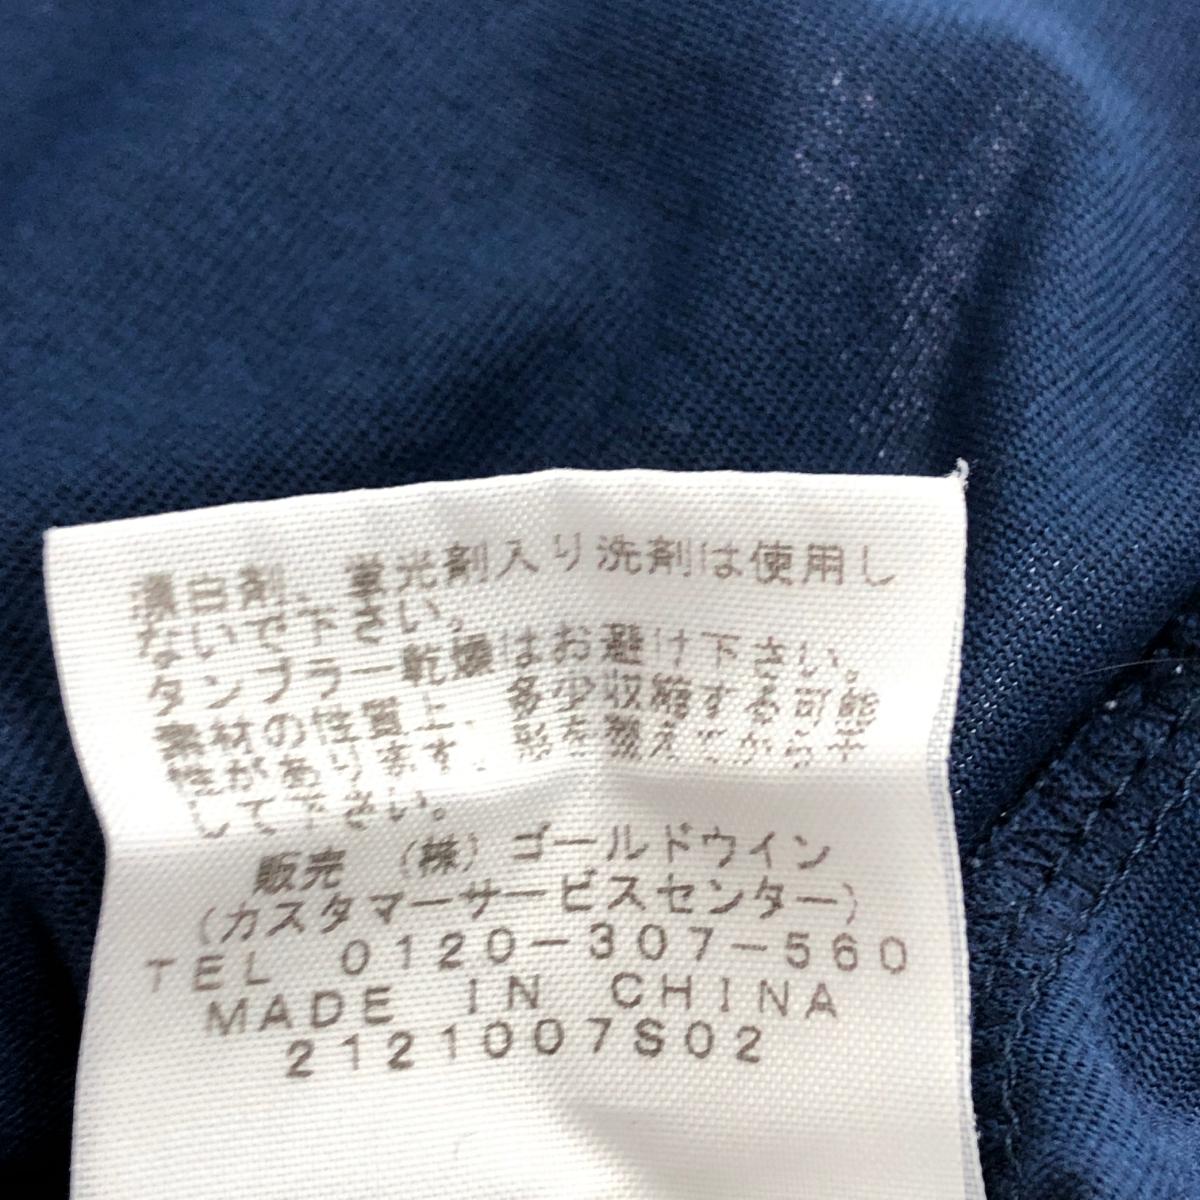 漂白剤、蛍光剤入り洗剤は使用し
ないで下さい。
タンブラー乾燥はお避け下さい。
素材の性質上、多少収縮する可能
性があります。形を整えてから干
して下さい。
販売 (株)ゴールドウイン
(カスタマーサービスセンター)
TEL 0120-307-560
MADE IN CHINA
2121007S02